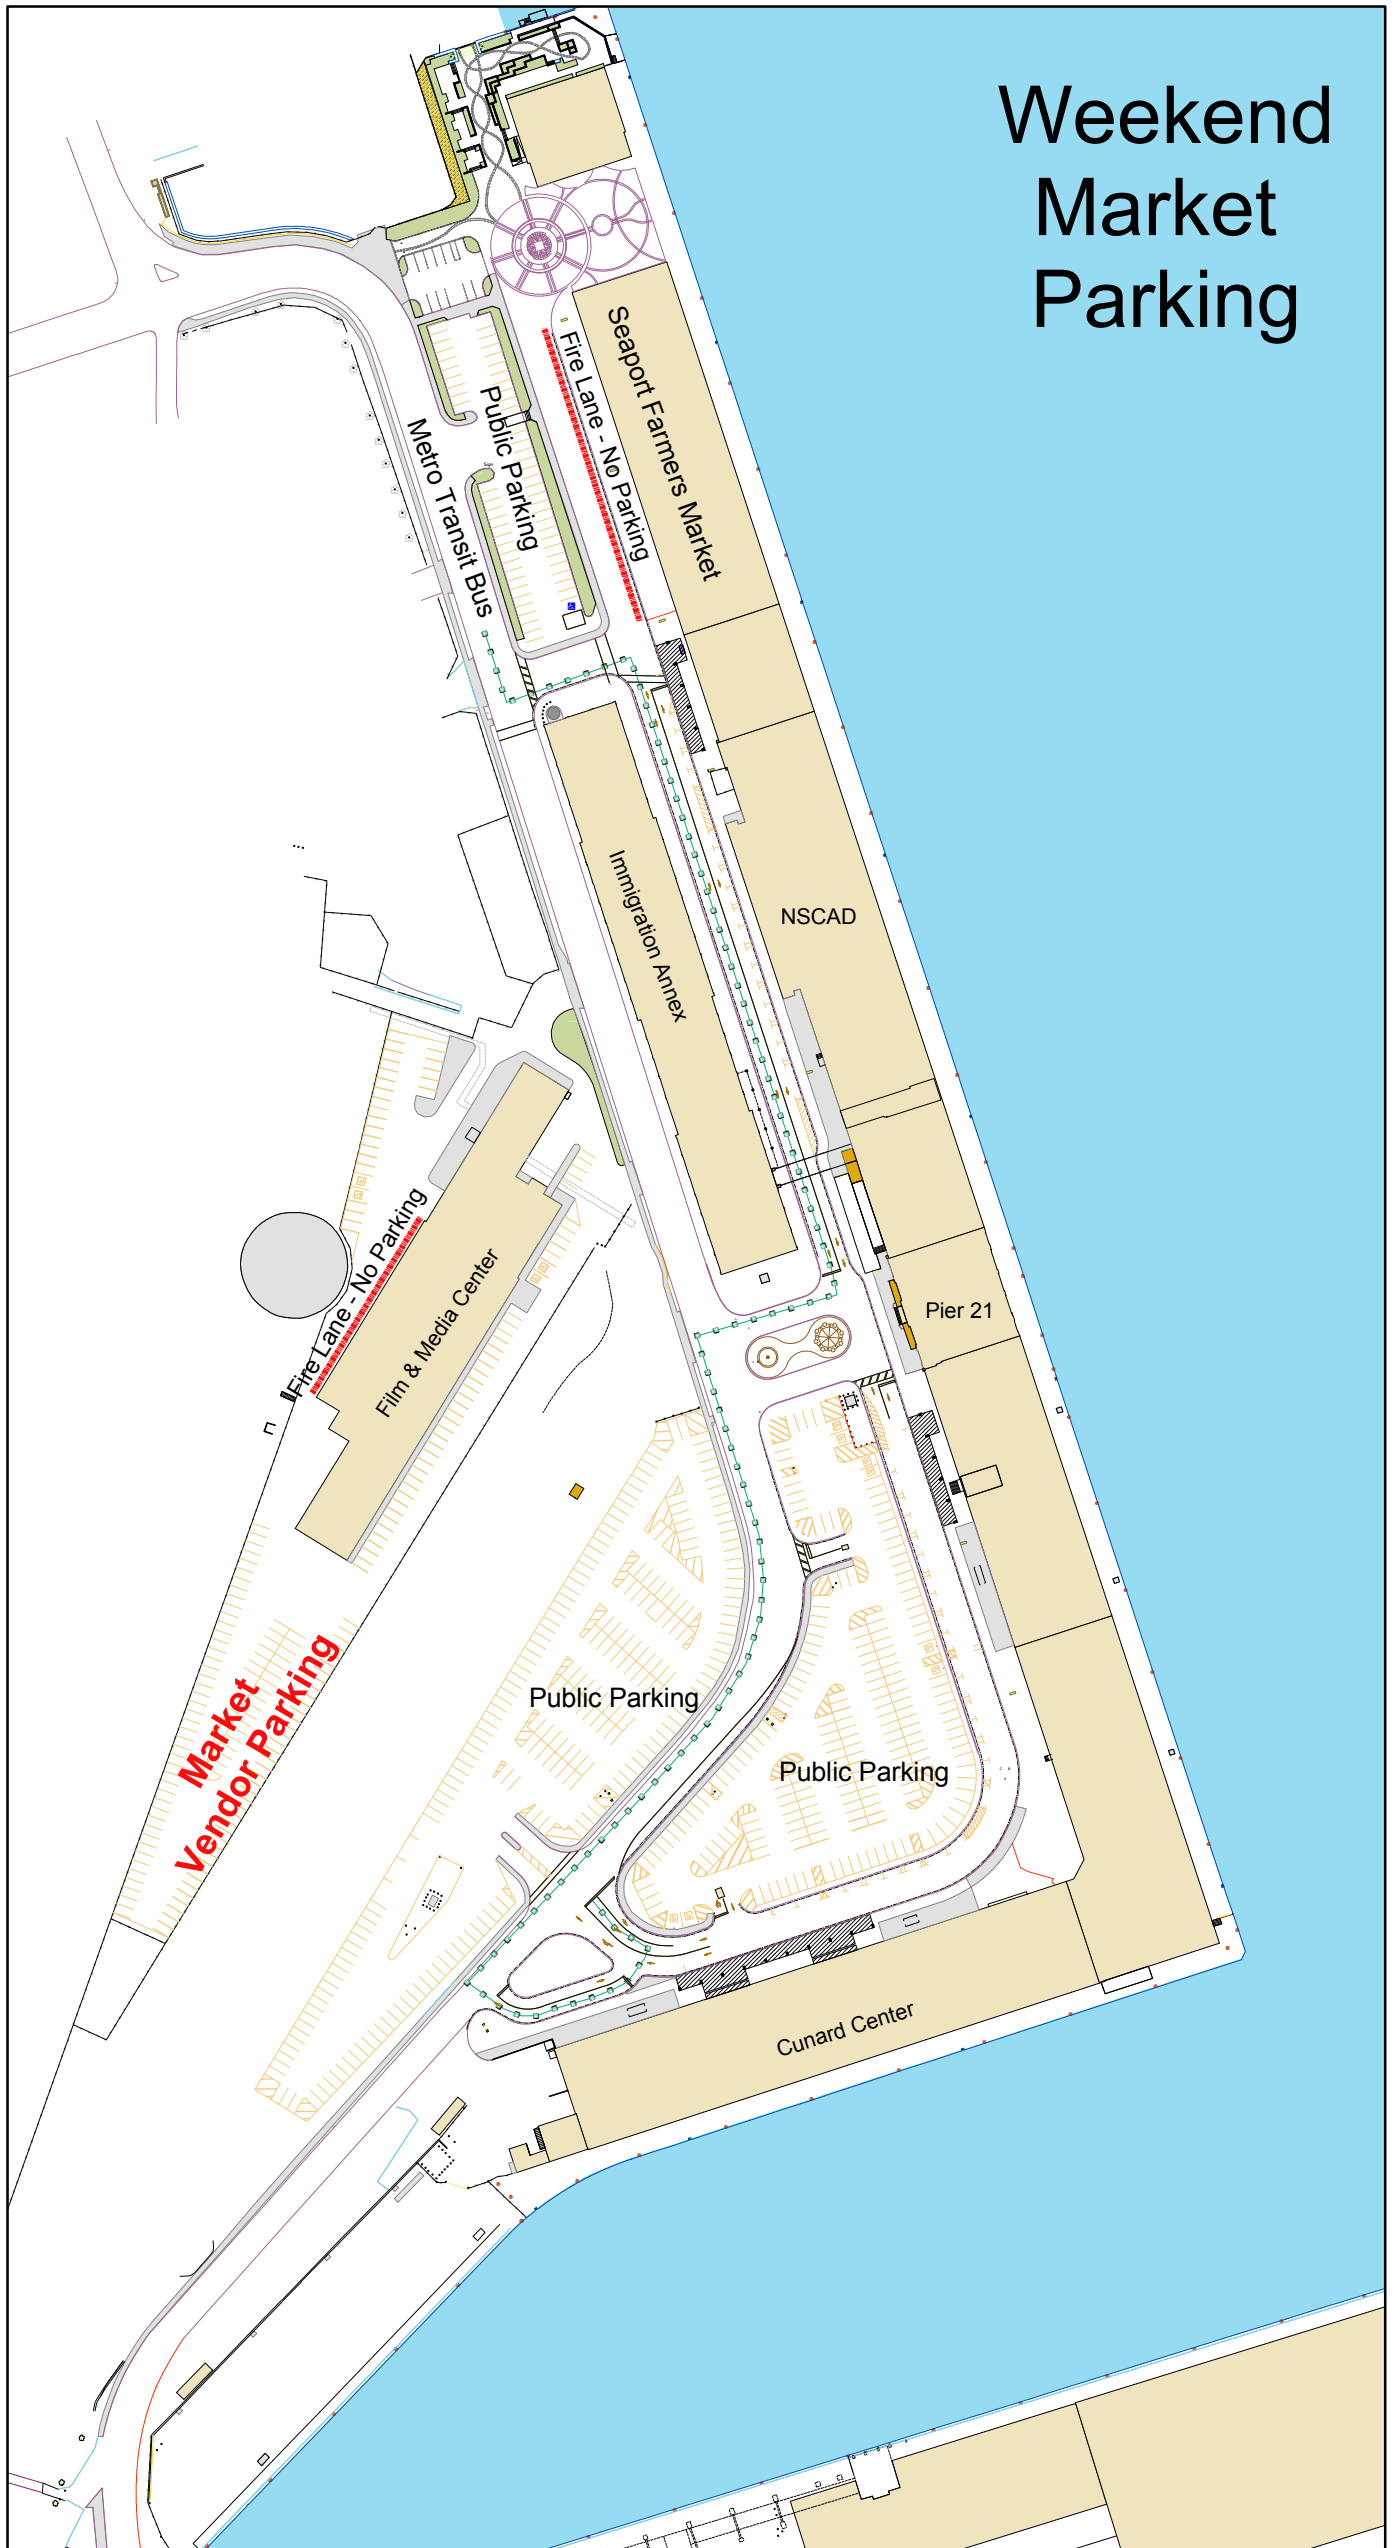 Weekend
Market
Parking
Seaport Farmers Market
Fire Lane - No Parking
Public Parking
Metro Transit Bus
Immigration Annex
NSCAD
Fire Lane - No Parking
Film & Media Center
Pier 21
Market
Vendor Parking
Public Parking
Public Parking
Cunard Center